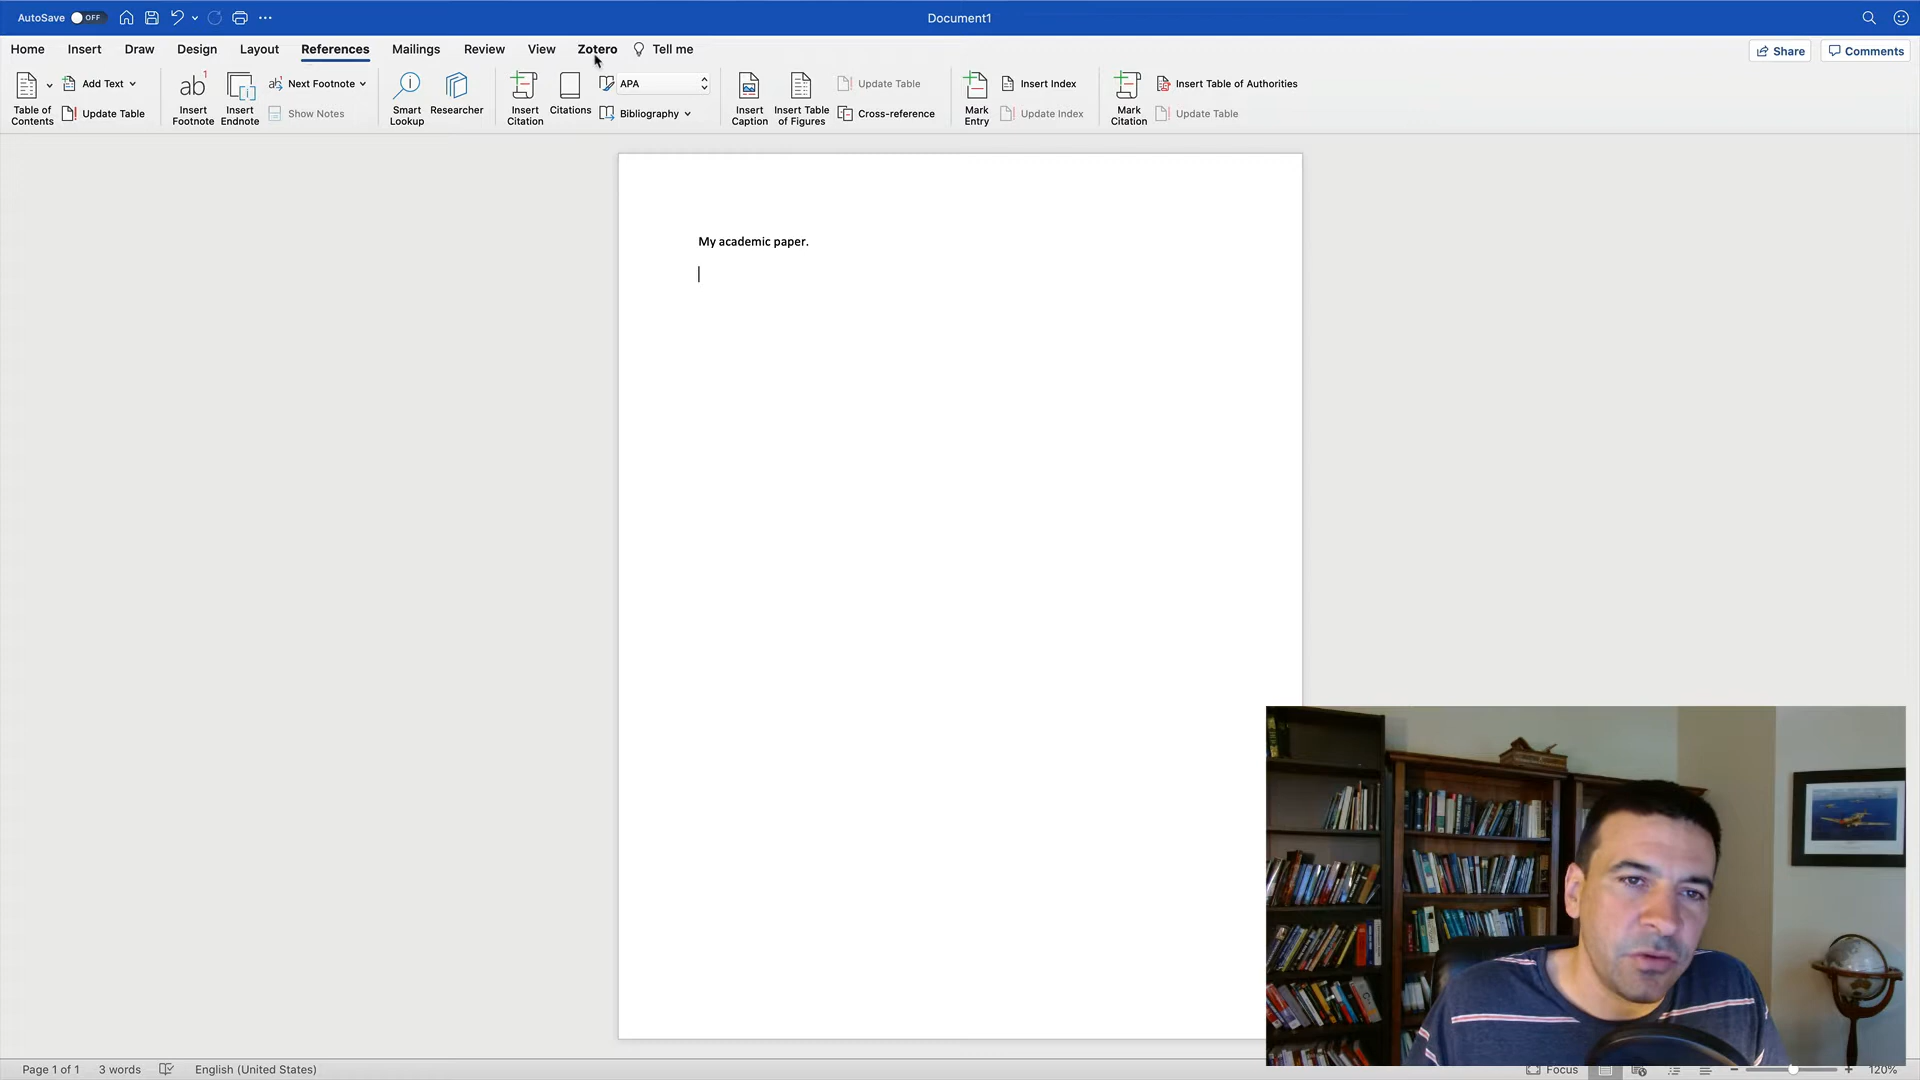 AutoSave OFF
Document1
Home Insert Draw Design Layout References Mailings Review View Zotero Tell me
Share Comments
Table of Contents
Add Text
Update Table
ab1
Insert Footnote
Insert Endnote
ab Next Footnote
Show Notes
Smart Lookup
Researcher
Insert Citation
Citations
APA
Bibliography
Insert Caption
Insert Table of Figures
Update Table
Cross-reference
Mark Entry
Insert Index
Update Index
Mark Citation
Insert Table of Authorities
Update Table
My academic paper.
Page 1 of 1 3 words English (United States) Focus 120%